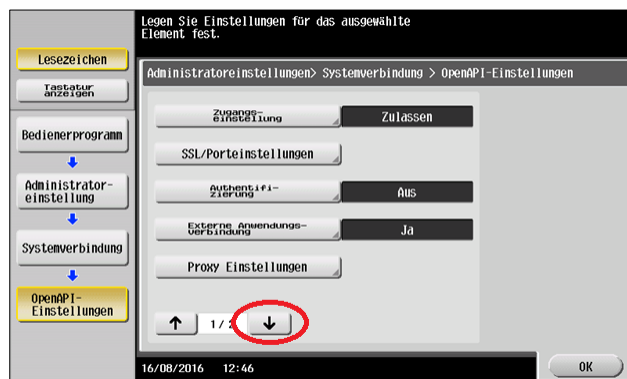 Legen Sie Einstellungen für das ausgewählte
Element fest.
Lesezeichen
Tastatur
anzeigen
Bedienerprogramm
Administrator-
einstellung
Systemverbindung
OpenAPI-
Einstellungen
Administratoreinstellungen> Systemverbindung > OpenAPI-Einstellungen
Zugangs-
einstellung
Zulassen
SSL/Porteinstellungen
Authentifi-
zierung
Aus
Externe Anwendungs-
verbindung
Ja
Proxy Einstellungen
↑ 1/2 ↓
16/08/2016 12:46
OK